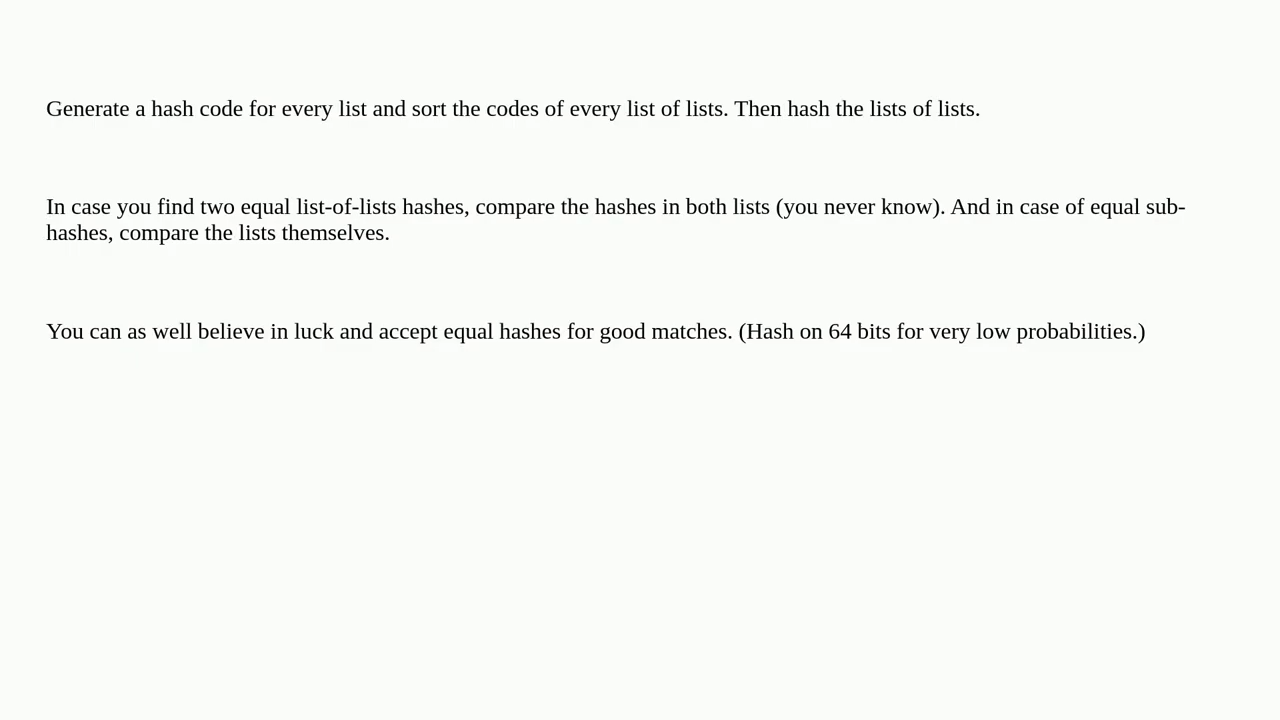 Generate a hash code for every list and sort the codes of every list of lists. Then hash the lists of lists.
In case you find two equal list-of-lists hashes, compare the hashes in both lists (you never know). And in case of equal sub-
hashes, compare the lists themselves.
You can as well believe in luck and accept equal hashes for good matches. (Hash on 64 bits for very low probabilities.)